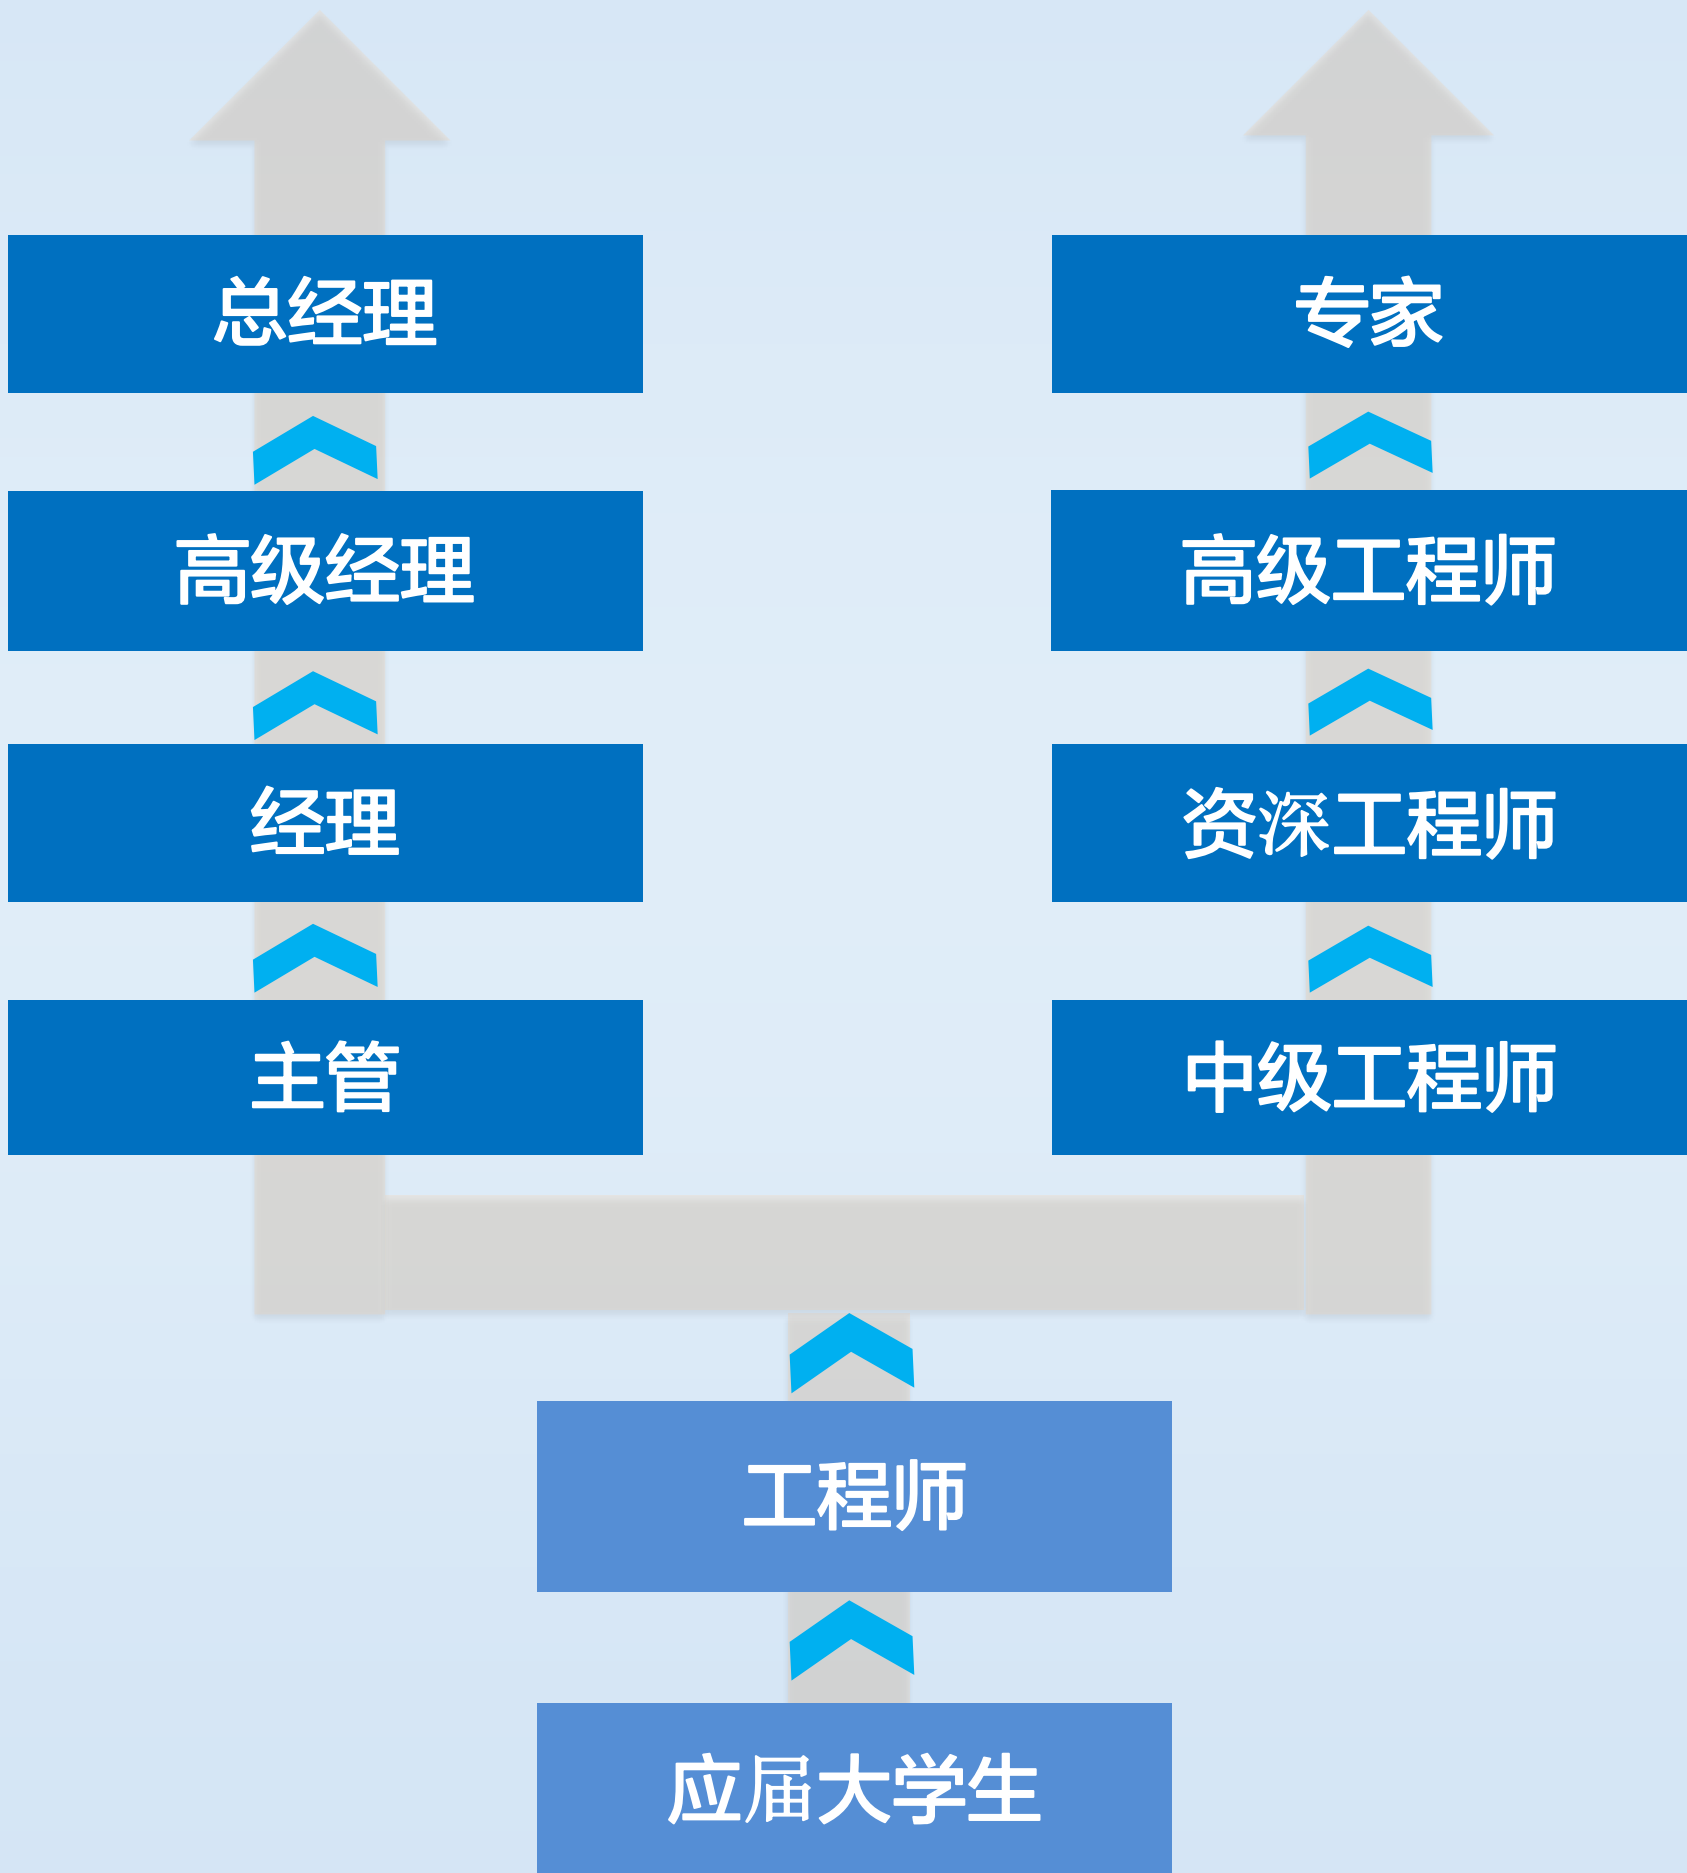 总经理
专家
高级经理
高级工程师
经理
资深工程师
主管
中级工程师
工程师
应届大学生